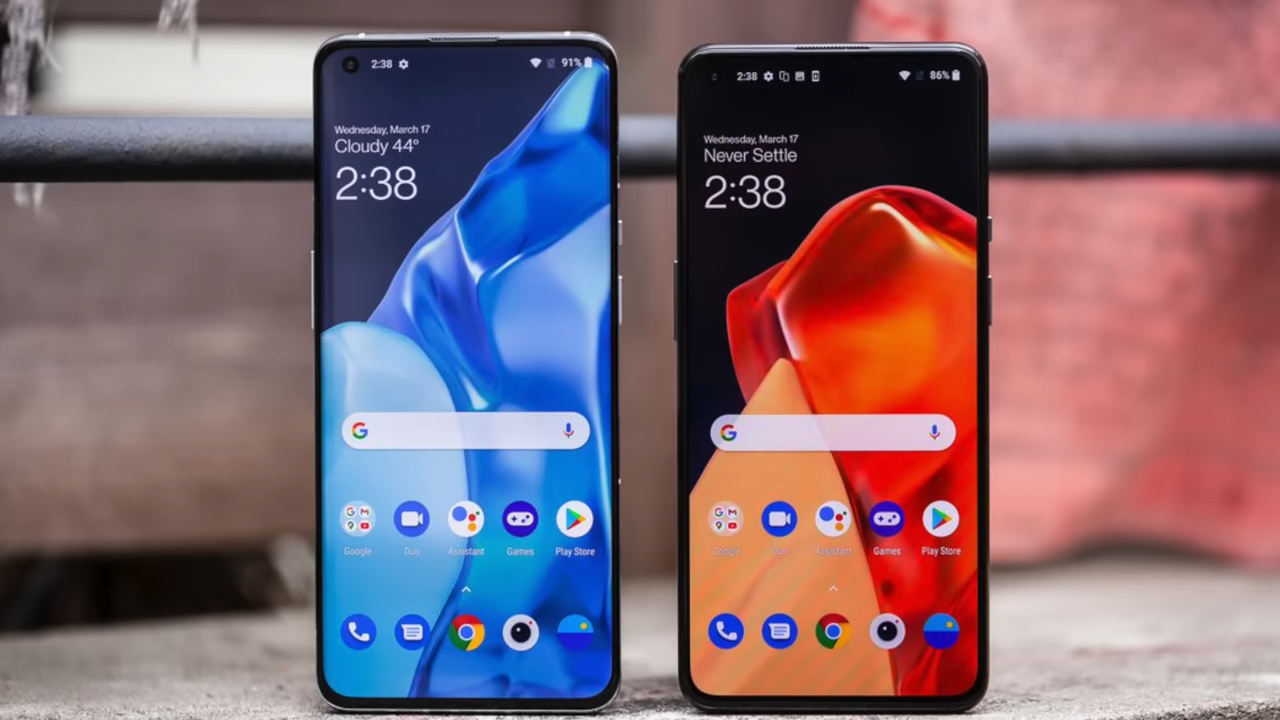 2:38
91%
Wednesday, March 17
Cloudy 44°
2:38
Google Duo Assistant Games Play Store
2:38
86%
Wednesday, March 17
Never Settle
2:38
Google Duo Assistant Games Play Store